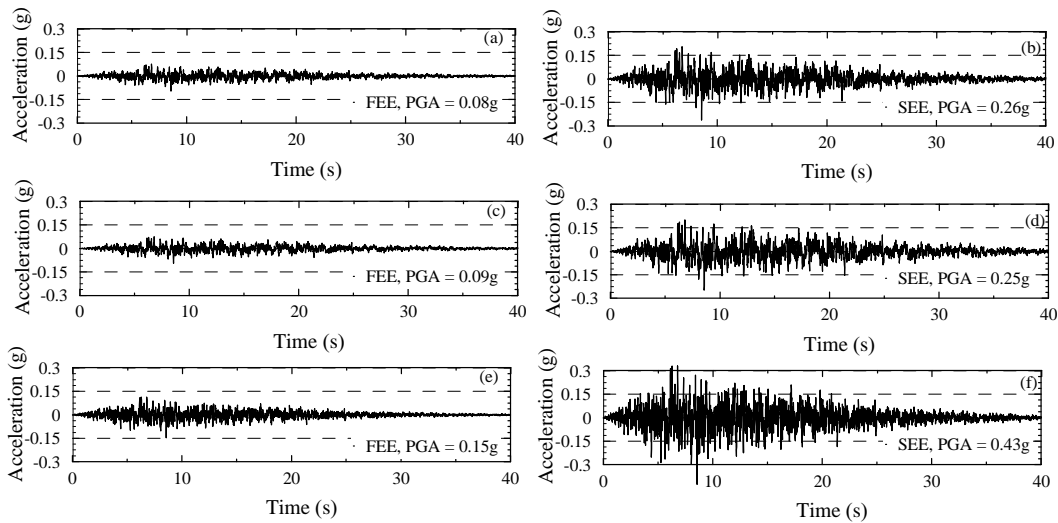 Acceleration (g)
0.3
0.15
0
-0.15
-0.3
(a)
FEE, PGA = 0.08g
0 10 20 30 40
Time (s)
Acceleration (g)
0.3
0.15
0
-0.15
-0.3
(b)
SEE, PGA = 0.26g
0 10 20 30 40
Time (s)
Acceleration (g)
0.3
0.15
0
-0.15
-0.3
(c)
FEE, PGA = 0.09g
0 10 20 30 40
Time (s)
Acceleration (g)
0.3
0.15
0
-0.15
-0.3
(d)
SEE, PGA = 0.25g
0 10 20 30 40
Time (s)
Acceleration (g)
0.3
0.15
0
-0.15
-0.3
(e)
FEE, PGA = 0.15g
0 10 20 30 40
Time (s)
Acceleration (g)
0.3
0.15
0
-0.15
-0.3
(f)
SEE, PGA = 0.43g
0 10 20 30 40
Time (s)